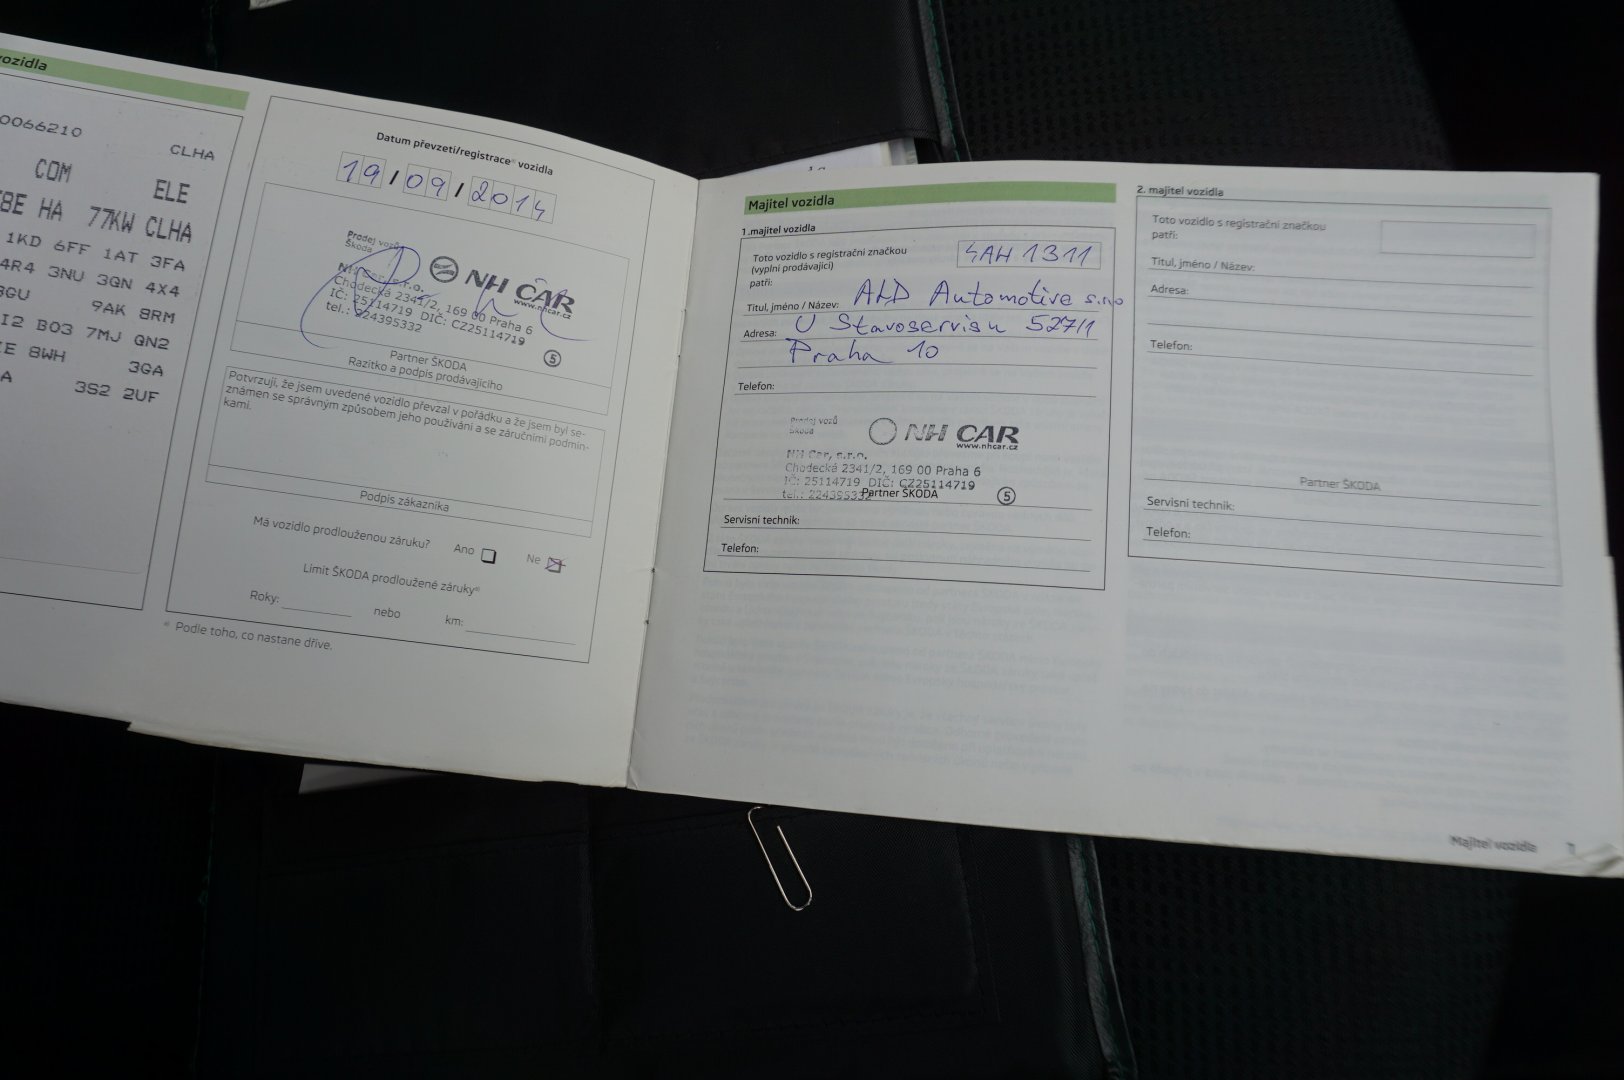 vozidla
0066210
CLHA
COM ELE
8E HA 77KW CLHA
1KD 6FF 1AT 3FA
4R4 3NU 3QN 4X4
3GU 9AK 8RM
I2 B03 7MJ QN2
E 8WH 3GA
A 3S2 2UF
Datum převzetí/registrace*) vozidla
19/09/2014
Prodej vozů
Škoda
NH CAR
www.nhcar.cz
NH Car, s.r.o.
Chodecká 2341/2, 169 00 Praha 6
IČ: 25114719 DIČ: CZ25114719
tel.: 224395332
5
Partner ŠKODA
Razítko a podpis prodávajícího
Potvrzuji, že jsem uvedené vozidlo převzal v pořádku a že jsem byl se-
známen se správným způsobem jeho používání a se záručními podmín-
kami.
Podpis zákazníka
Má vozidlo prodlouženou záruku? Ano Ne
Limit ŠKODA prodloužené záruky*)
Roky: nebo km:
*) Podle toho, co nastane dříve.
Majitel vozidla
1.majitel vozidla
Toto vozidlo s registrační značkou
(vyplní prodávající)
4AH 1311
patří:
Titul, jméno / Název: ALD Automotive s.r.o
Adresa: U Stavoservisu 527/1
Praha 10
Telefon:
Prodej vozů
Škoda
NH CAR
www.nhcar.cz
NH Car, s.r.o.
Chodecká 2341/2, 169 00 Praha 6
IČ: 25114719 DIČ: CZ25114719
tel.: 224395332
Partner ŠKODA
5
Servisní technik:
Telefon:
2. majitel vozidla
Toto vozidlo s registrační značkou
patří:
Titul, jméno / Název:
Adresa:
Telefon:
Partner ŠKODA
Servisní technik:
Telefon:
Majitel vozidla 7